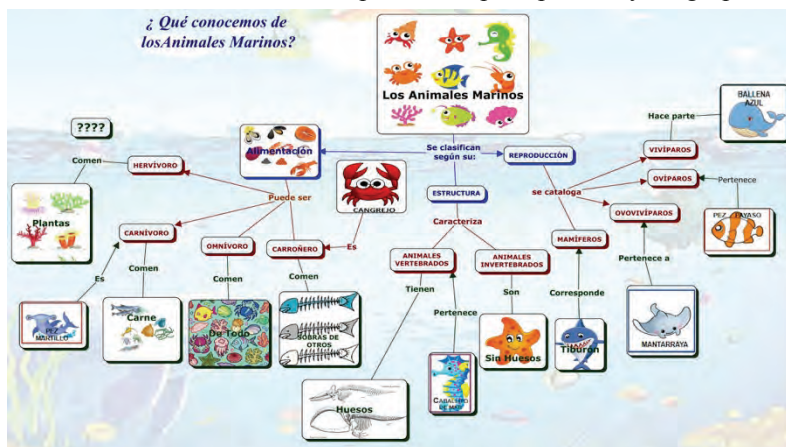 ¿ Qué conocemos de
losAnimales Marinos?
Los Animales Marinos
Se clasifican
según su:
Alimentación
REPRODUCCIÓN
ESTRUCTURA
????
Comen
HERVÍVORO
Plantas
Puede ser
CARNÍVORO
Es
PEZ
MARTILLO
Comen
Carne
OMNÍVORO
Comen
De Todo
CARROÑERO
Comen
SOBRAS DE
OTROS
CANGREJO
Es
Caracteriza
ANIMALES
VERTEBRADOS
Tienen
Huesos
Pertenece
CABALLITO
DE MAR
ANIMALES
INVERTEBRADOS
Son
Sin Huesos
se cataloga
MAMÍFEROS
Corresponde
Tiburón
VIVÍPAROS
Hace parte
BALLENA
AZUL
OVÍPAROS
Pertenece
PEZ PAYASO
OVOVIVÍPAROS
Pertenece a
MANTARRAYA